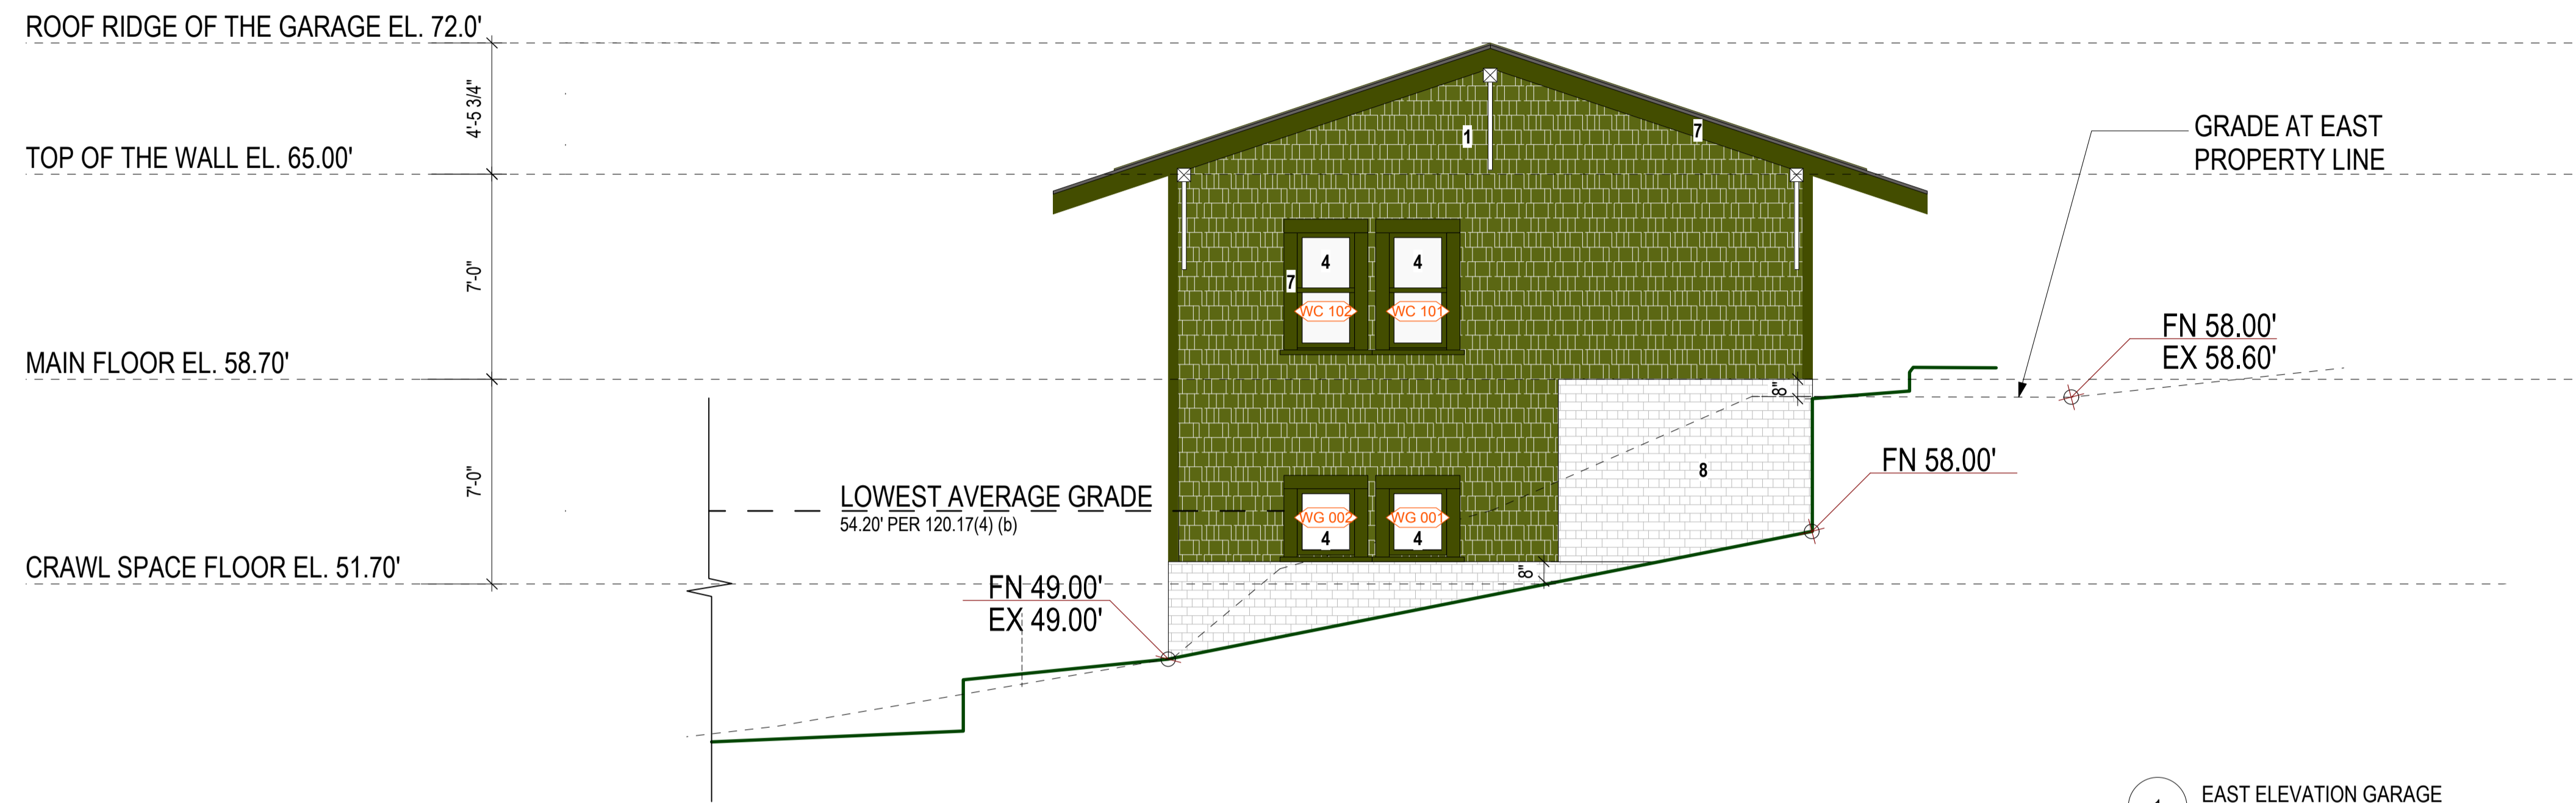 ROOF RIDGE OF THE GARAGE EL. 72.0'
4'-5 3/4"
TOP OF THE WALL EL. 65.00'
7'-0"
MAIN FLOOR EL. 58.70'
7'-0"
CRAWL SPACE FLOOR EL. 51.70'
LOWEST AVERAGE GRADE
54.20' PER 120.17(4) (b)
FN 49.00'
EX 49.00'
1
7
7
4
4
WC 102
WC 101
WG 002
WG 001
4
4
8"
8
8"
GRADE AT EAST
PROPERTY LINE
FN 58.00'
EX 58.60'
FN 58.00'
EAST ELEVATION GARAGE